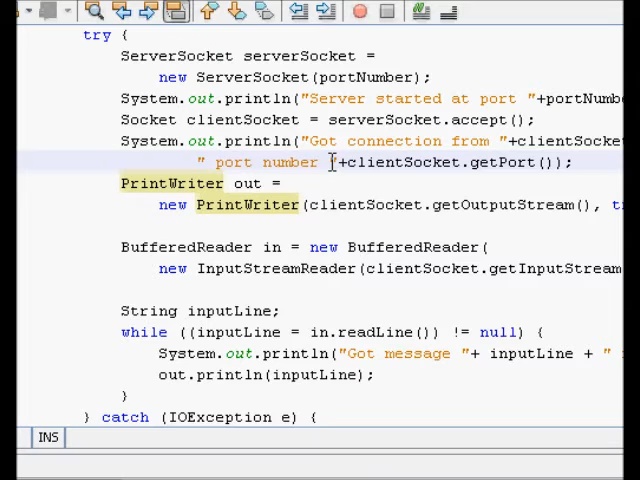 try {
ServerSocket serverSocket =
new ServerSocket(portNumber);
System.out.println("Server started at port "+portNumbe
Socket clientSocket = serverSocket.accept();
System.out.println("Got connection from "+clientSocket
" port number "+clientSocket.getPort());
PrintWriter out =
new PrintWriter(clientSocket.getOutputStream(), tr
BufferedReader in = new BufferedReader(
new InputStreamReader(clientSocket.getInputStream
String inputLine;
while ((inputLine = in.readLine()) != null) {
System.out.println("Got message "+ inputLine + "
out.println(inputLine);
}
} catch (IOException e) {
INS